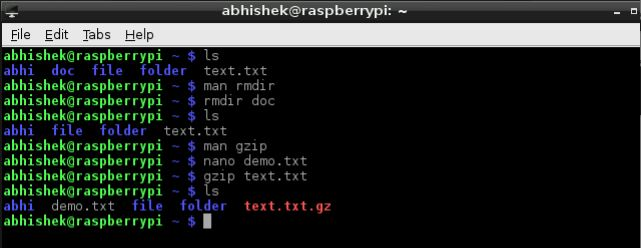 abhishek@raspberrypi: ~
File Edit Tabs Help
abhishek@raspberrypi ~ $ ls
abhi doc file folder text.txt
abhishek@raspberrypi ~ $ man rmdir
abhishek@raspberrypi ~ $ rmdir doc
abhishek@raspberrypi ~ $ ls
abhi file folder text.txt
abhishek@raspberrypi ~ $ man gzip
abhishek@raspberrypi ~ $ nano demo.txt
abhishek@raspberrypi ~ $ gzip text.txt
abhishek@raspberrypi ~ $ ls
abhi demo.txt file folder text.txt.gz
abhishek@raspberrypi ~ $